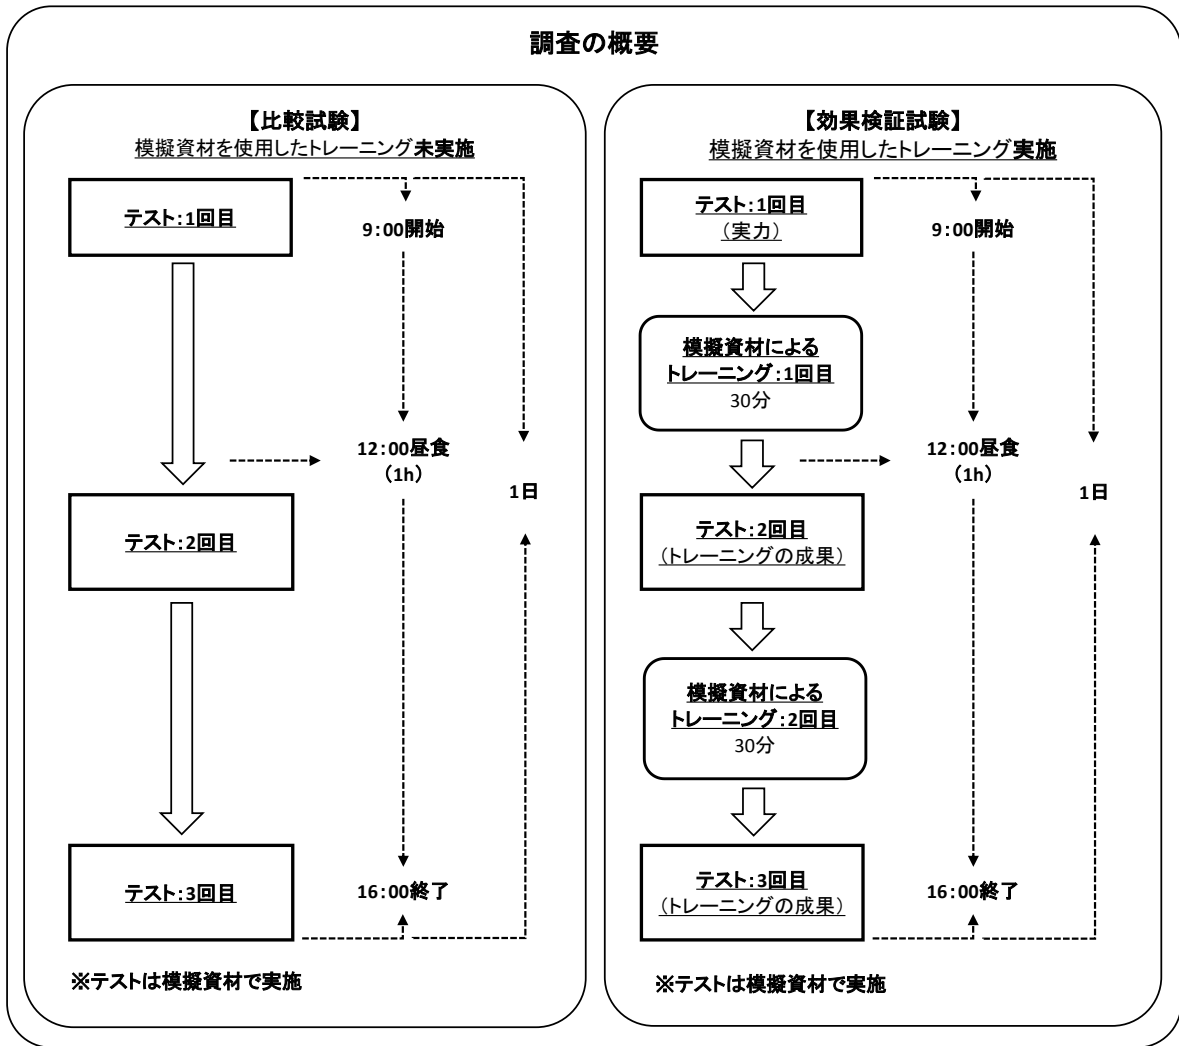 調査の概要
【比較試験】
模擬資材を使用したトレーニング未実施
テスト:1回目
9:00開始
12:00昼食
(1h)
1日
テスト:2回目
テスト:3回目
16:00終了
※テストは模擬資材で実施
【効果検証試験】
模擬資材を使用したトレーニング実施
テスト:1回目
(実力)
9:00開始
模擬資材による
トレーニング:1回目
30分
12:00昼食
(1h)
1日
テスト:2回目
(トレーニングの成果)
模擬資材による
トレーニング:2回目
30分
テスト:3回目
(トレーニングの成果)
16:00終了
※テストは模擬資材で実施